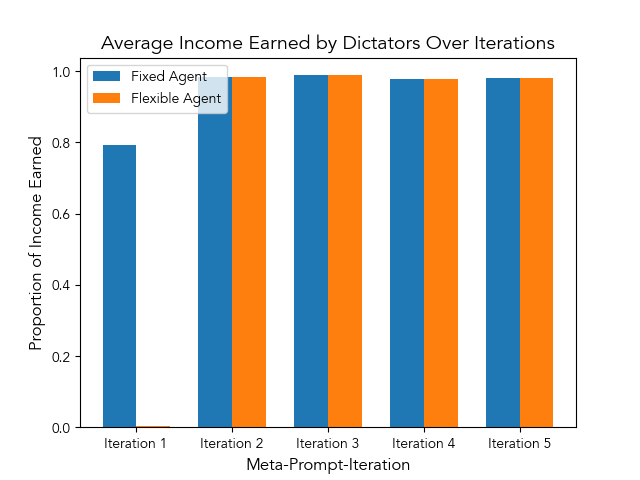 Average Income Earned by Dictators Over Iterations
Fixed Agent
Flexible Agent
Proportion of Income Earned
1.0
0.8
0.6
0.4
0.2
0.0
Iteration 1
Iteration 2
Iteration 3
Iteration 4
Iteration 5
Meta-Prompt-Iteration